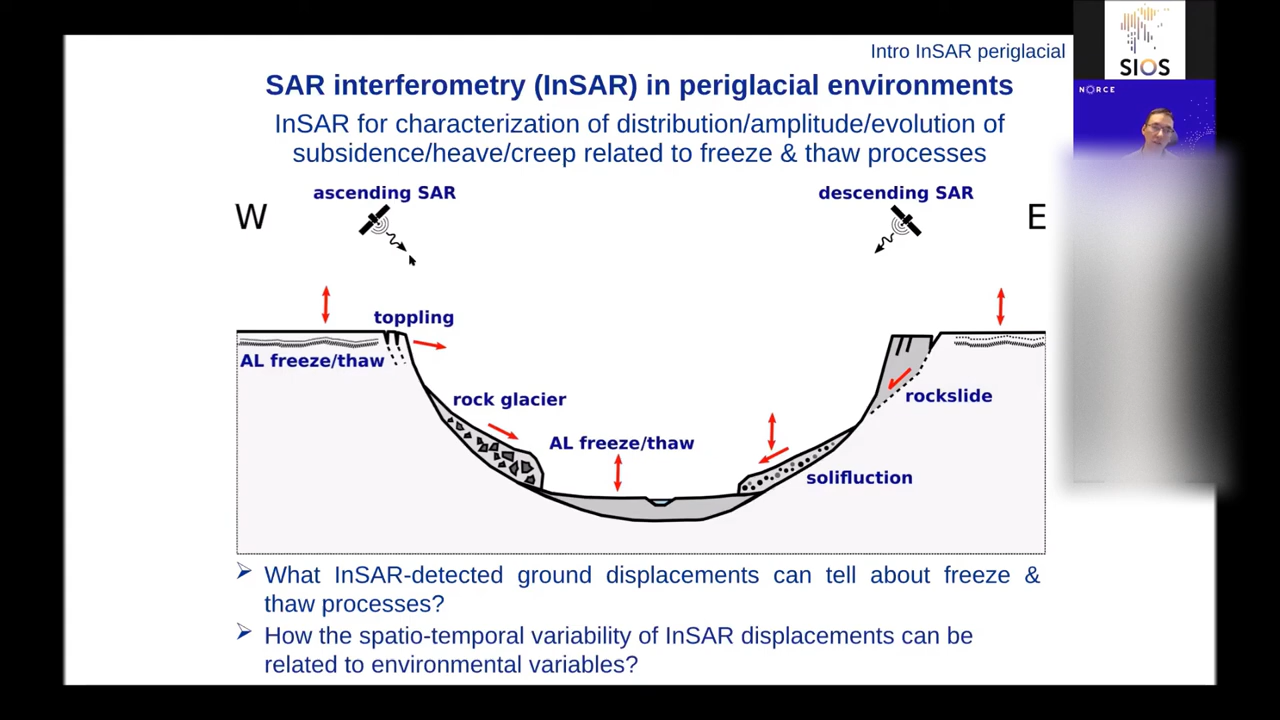 Intro InSAR periglacial
SIOS
NORCE
SAR interferometry (InSAR) in periglacial environments
InSAR for characterization of distribution/amplitude/evolution of
subsidence/heave/creep related to freeze & thaw processes
ascending SAR
descending SAR
W
E
toppling
AL freeze/thaw
rock glacier
rockslide
AL freeze/thaw
solifluction
What InSAR-detected ground displacements can tell about freeze &
thaw processes?
How the spatio-temporal variability of InSAR displacements can be
related to environmental variables?